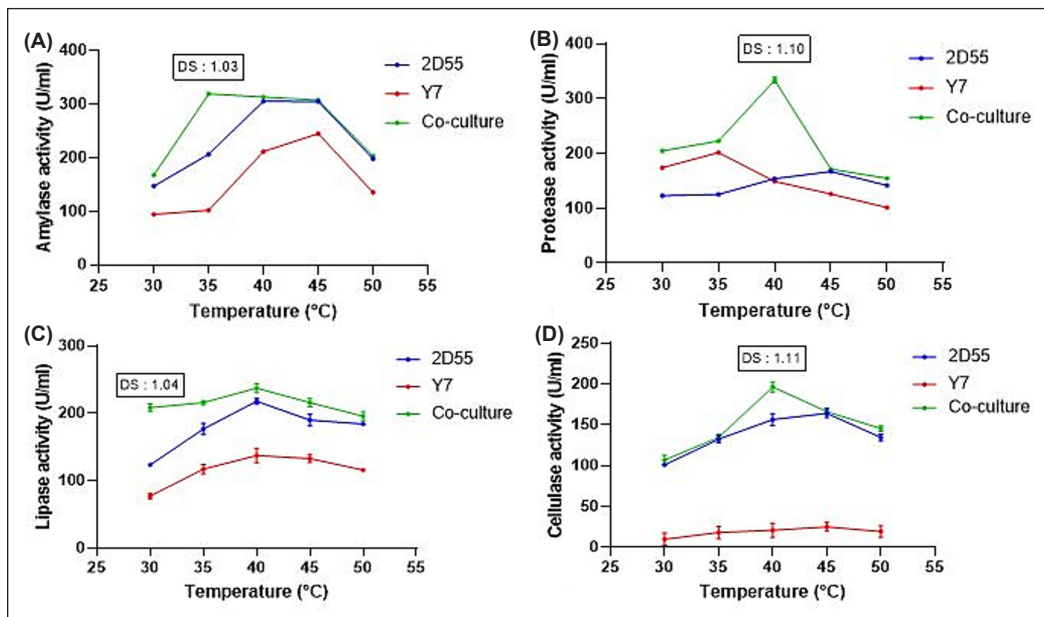 (A)
Amylase activity (U/ml)
400
300
200
100
0
DS : 1.03
2D55
Y7
Co-culture
25 30 35 40 45 50 55
Temperature (°C)
(B)
Protease activity (U/ml)
400
300
200
100
0
DS : 1.10
2D55
Y7
Co-culture
25 30 35 40 45 50 55
Temperature (°C)
(C)
Lipase activity (U/ml)
300
200
100
0
DS : 1.04
2D55
Y7
Co-culture
25 30 35 40 45 50 55
Temperature (°C)
(D)
Cellulase activity (U/ml)
250
200
150
100
50
0
DS : 1.11
2D55
Y7
Co-culture
25 30 35 40 45 50 55
Temperature (°C)